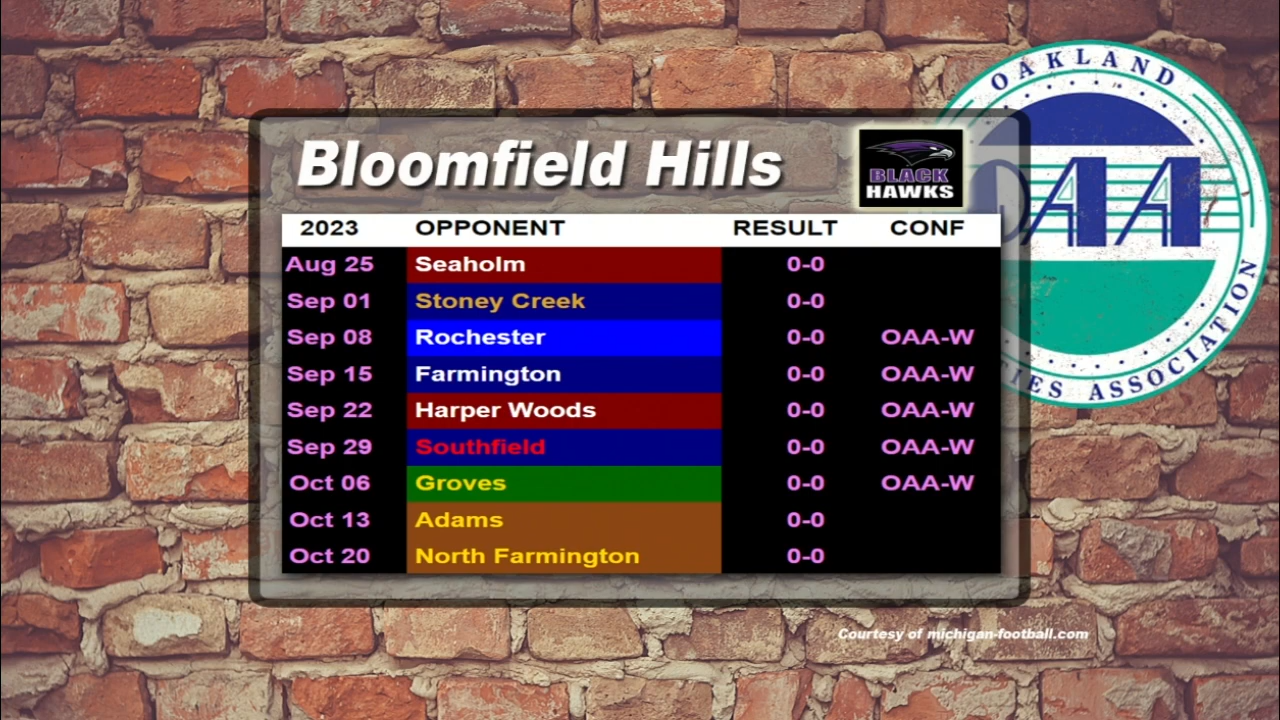 OAKLAND
Bloomfield Hills
BLACK
HAWKS
OAA
2023 OPPONENT RESULT CONF
Aug 25 Seaholm 0-0
Sep 01 Stoney Creek 0-0
Sep 08 Rochester 0-0 OAA-W
Sep 15 Farmington 0-0 OAA-W
Sep 22 Harper Woods 0-0 OAA-W
Sep 29 Southfield 0-0 OAA-W
Oct 06 Groves 0-0 OAA-W
Oct 13 Adams 0-0
Oct 20 North Farmington 0-0
ASSOCIATION
Courtesy of michigan-football.com